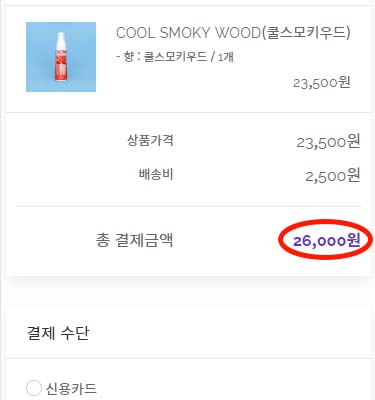 COOL SMOKY WOOD(쿨스모키우드)
- 향 : 쿨스모키우드 / 1개
23,500원
상품가격 23,500원
배송비 2,500원
총 결제금액 26,000원
결제 수단
신용카드